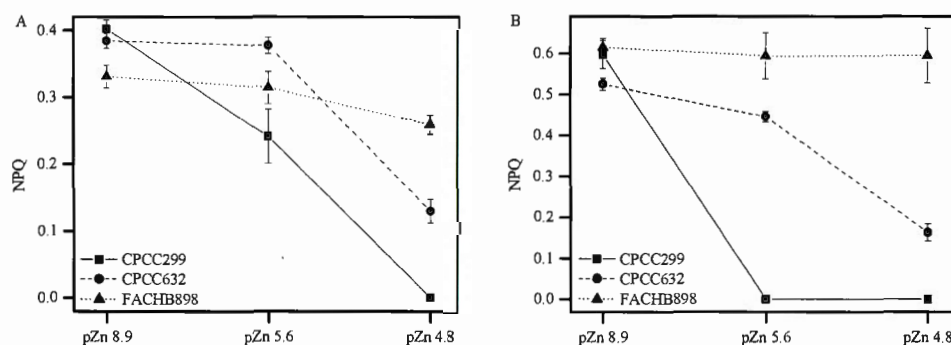 A
0.4
0.3
0.2
0.1
0.0
NPQ
CPCC299
CPCC632
FACHB898
pZn 8.9 pZn 5.6 pZn 4.8
B
0.6
0.5
0.4
0.3
0.2
0.1
0.0
NPQ
CPCC299
CPCC632
FACHB898
pZn 8.9 pZn 5.6 pZn 4.8